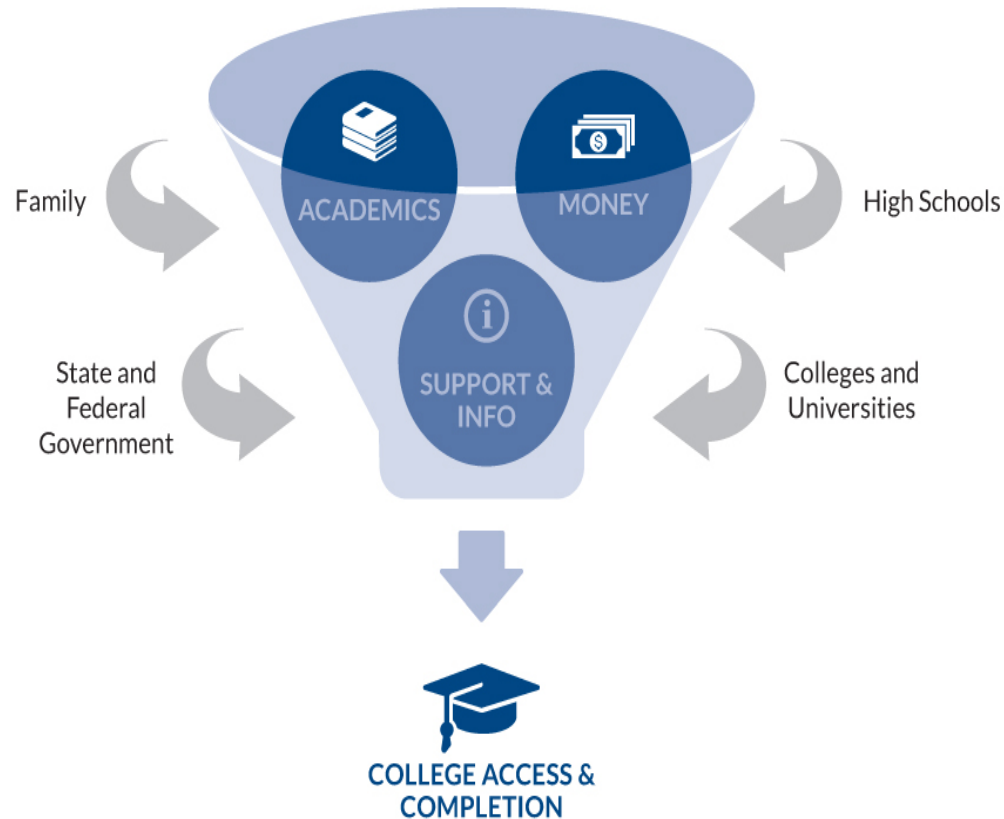 ACADEMICS
MONEY
Family
High Schools
SUPPORT &
INFO
State and
Federal
Government
Colleges and
Universities
COLLEGE ACCESS &
COMPLETION